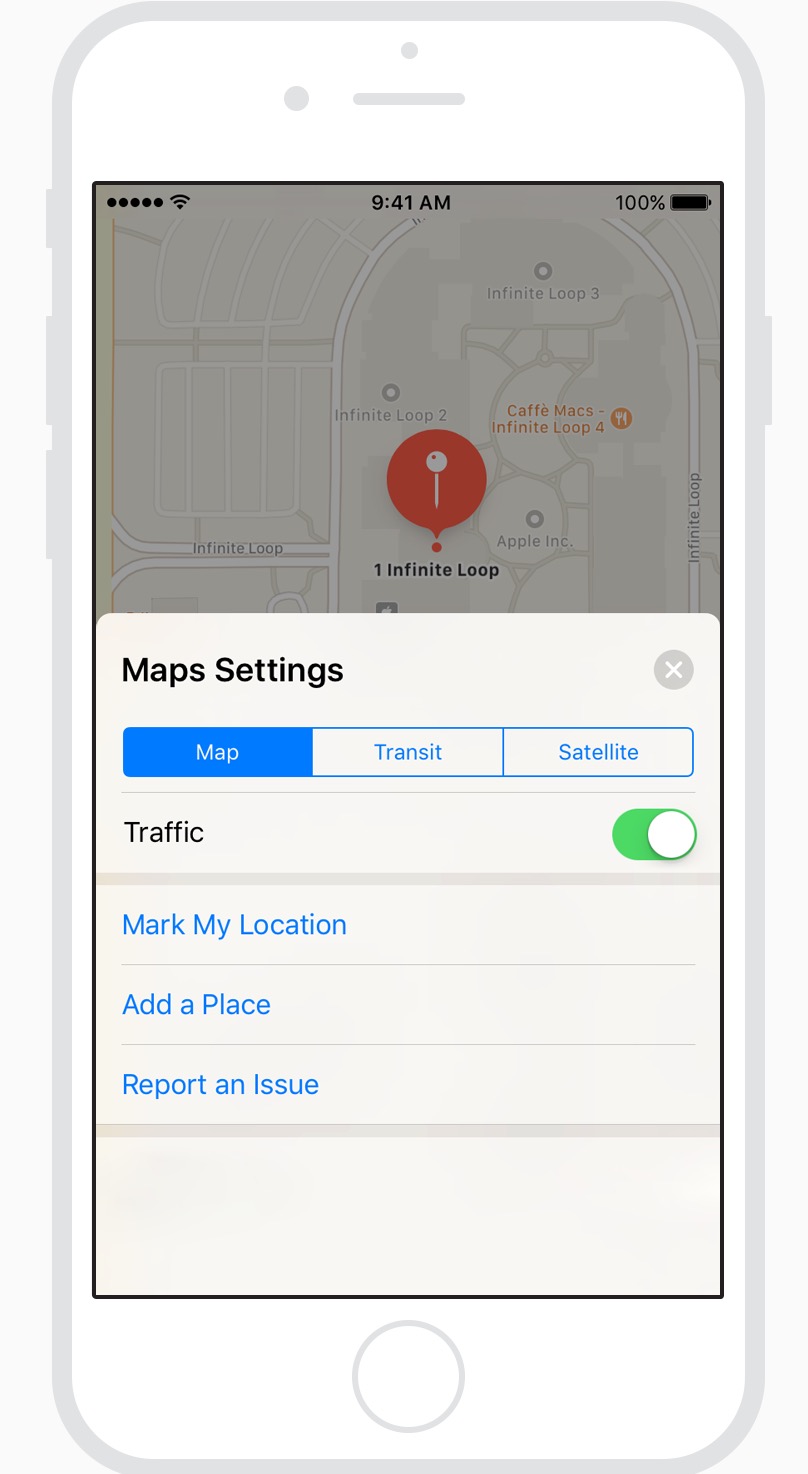 9:41 AM
100%
Infinite Loop 3
Infinite Loop 2
Caffè Macs -
Infinite Loop 4
Infinite Loop
Apple Inc.
Infinite Loop
1 Infinite Loop
Maps Settings
Map
Transit
Satellite
Traffic
Mark My Location
Add a Place
Report an Issue